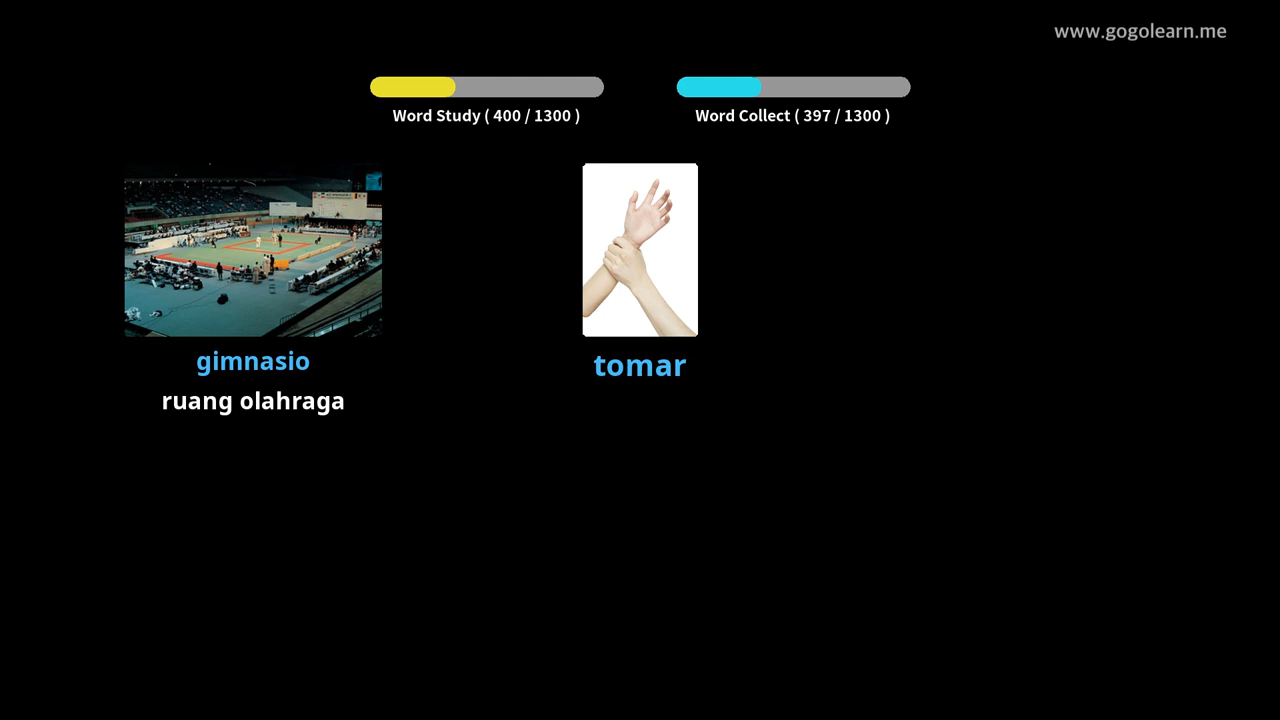 www.gogolearn.me
Word Study ( 400 / 1300 )
Word Collect ( 397 / 1300 )
gimnasio
ruang olahraga
tomar